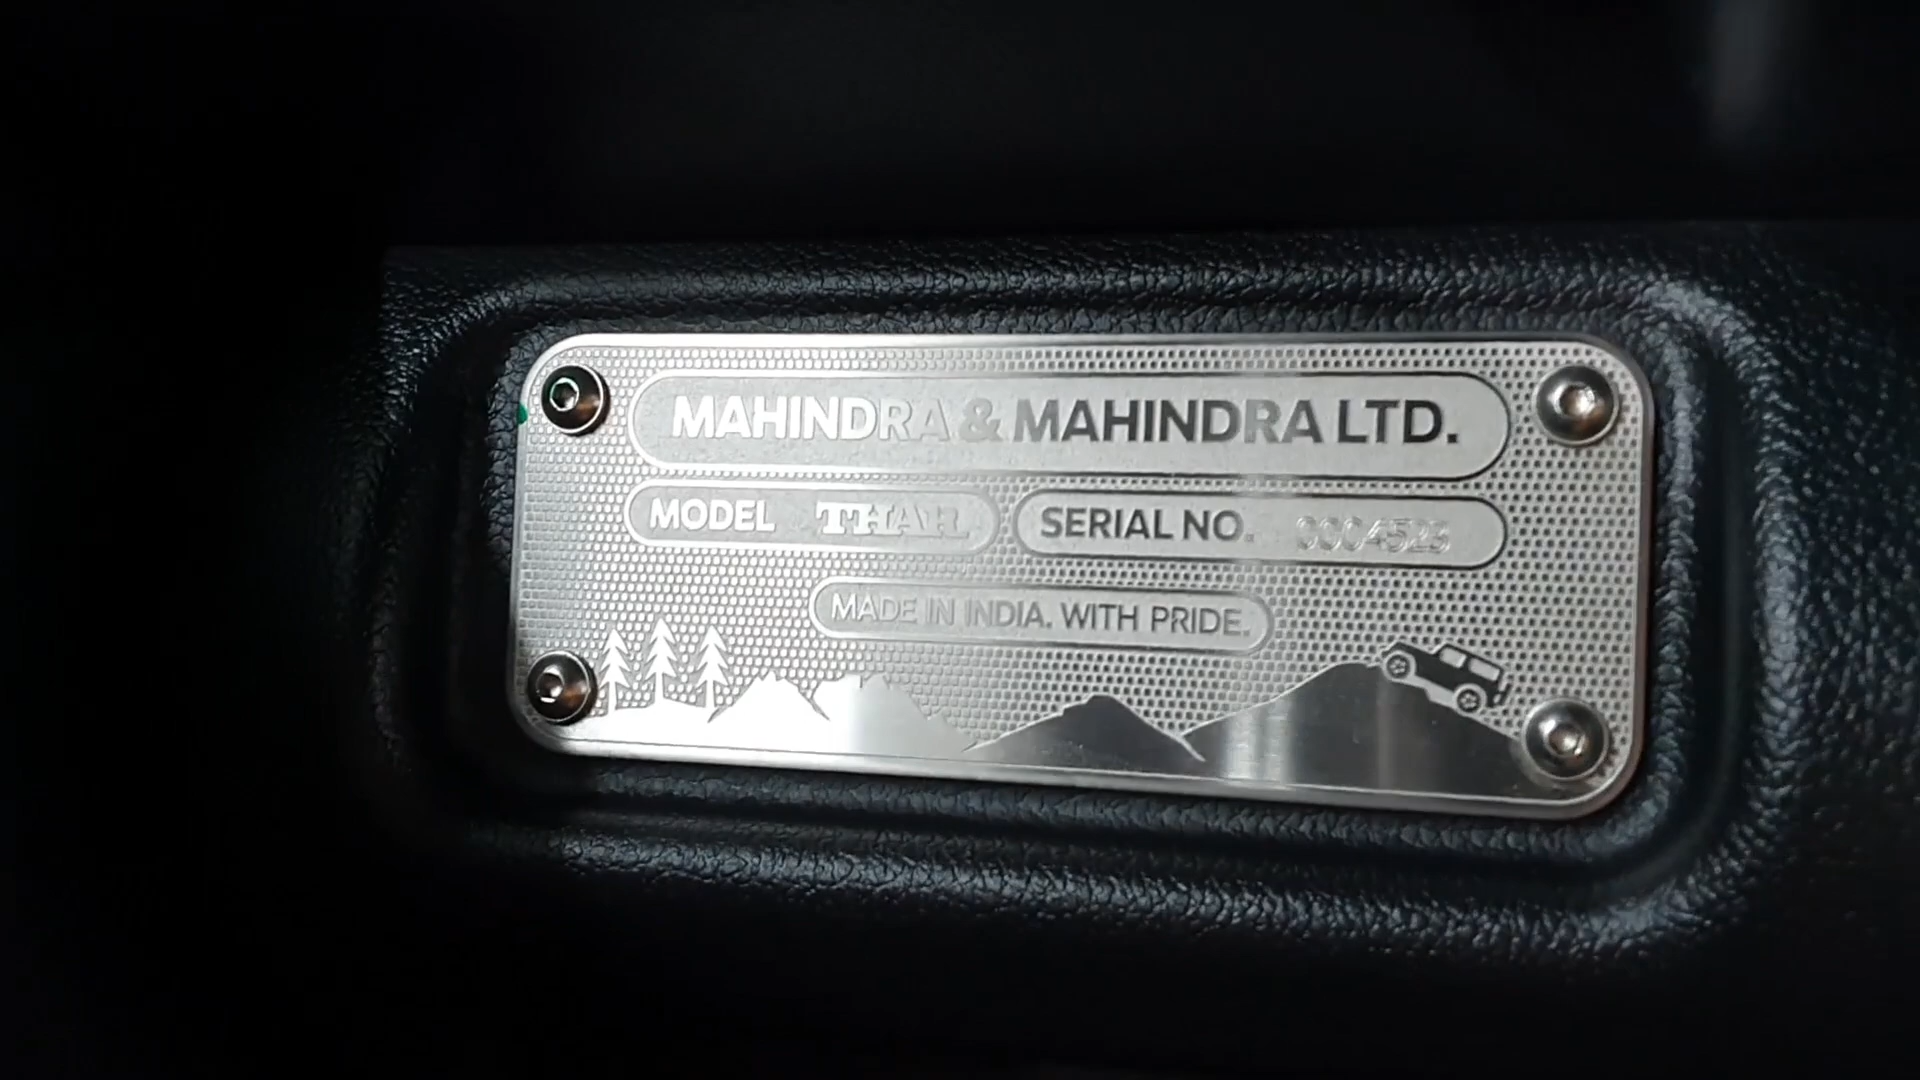 MAHINDRA & MAHINDRA LTD.
MODEL THAR
SERIAL NO. 0004523
MADE IN INDIA. WITH PRIDE.